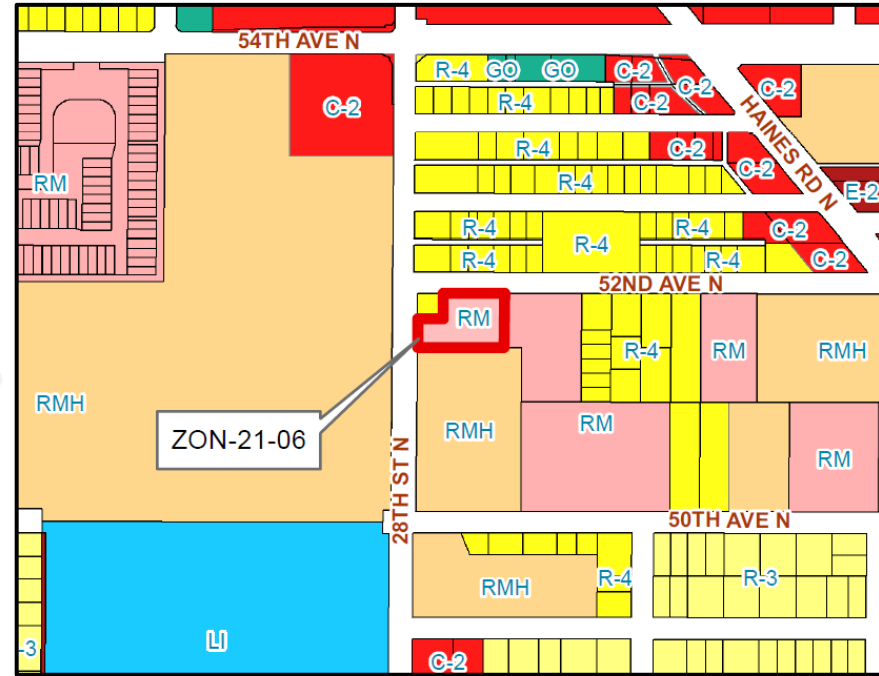 54TH AVE N
R-4 GO GO C-2
C-2
C-2
C-2
C-2
R-4
HAINES RD N
R-4 C-2
RM
R-4
C-2
E-2
R-4 R-4
R-4
C-2
R-4 R-4
C-2
52ND AVE N
RM
R-4 RM RMH
RMH
ZON-21-06
RMH
RM
RM
28TH ST N
50TH AVE N
RMH R-4 R-3
LI
-3
C-2